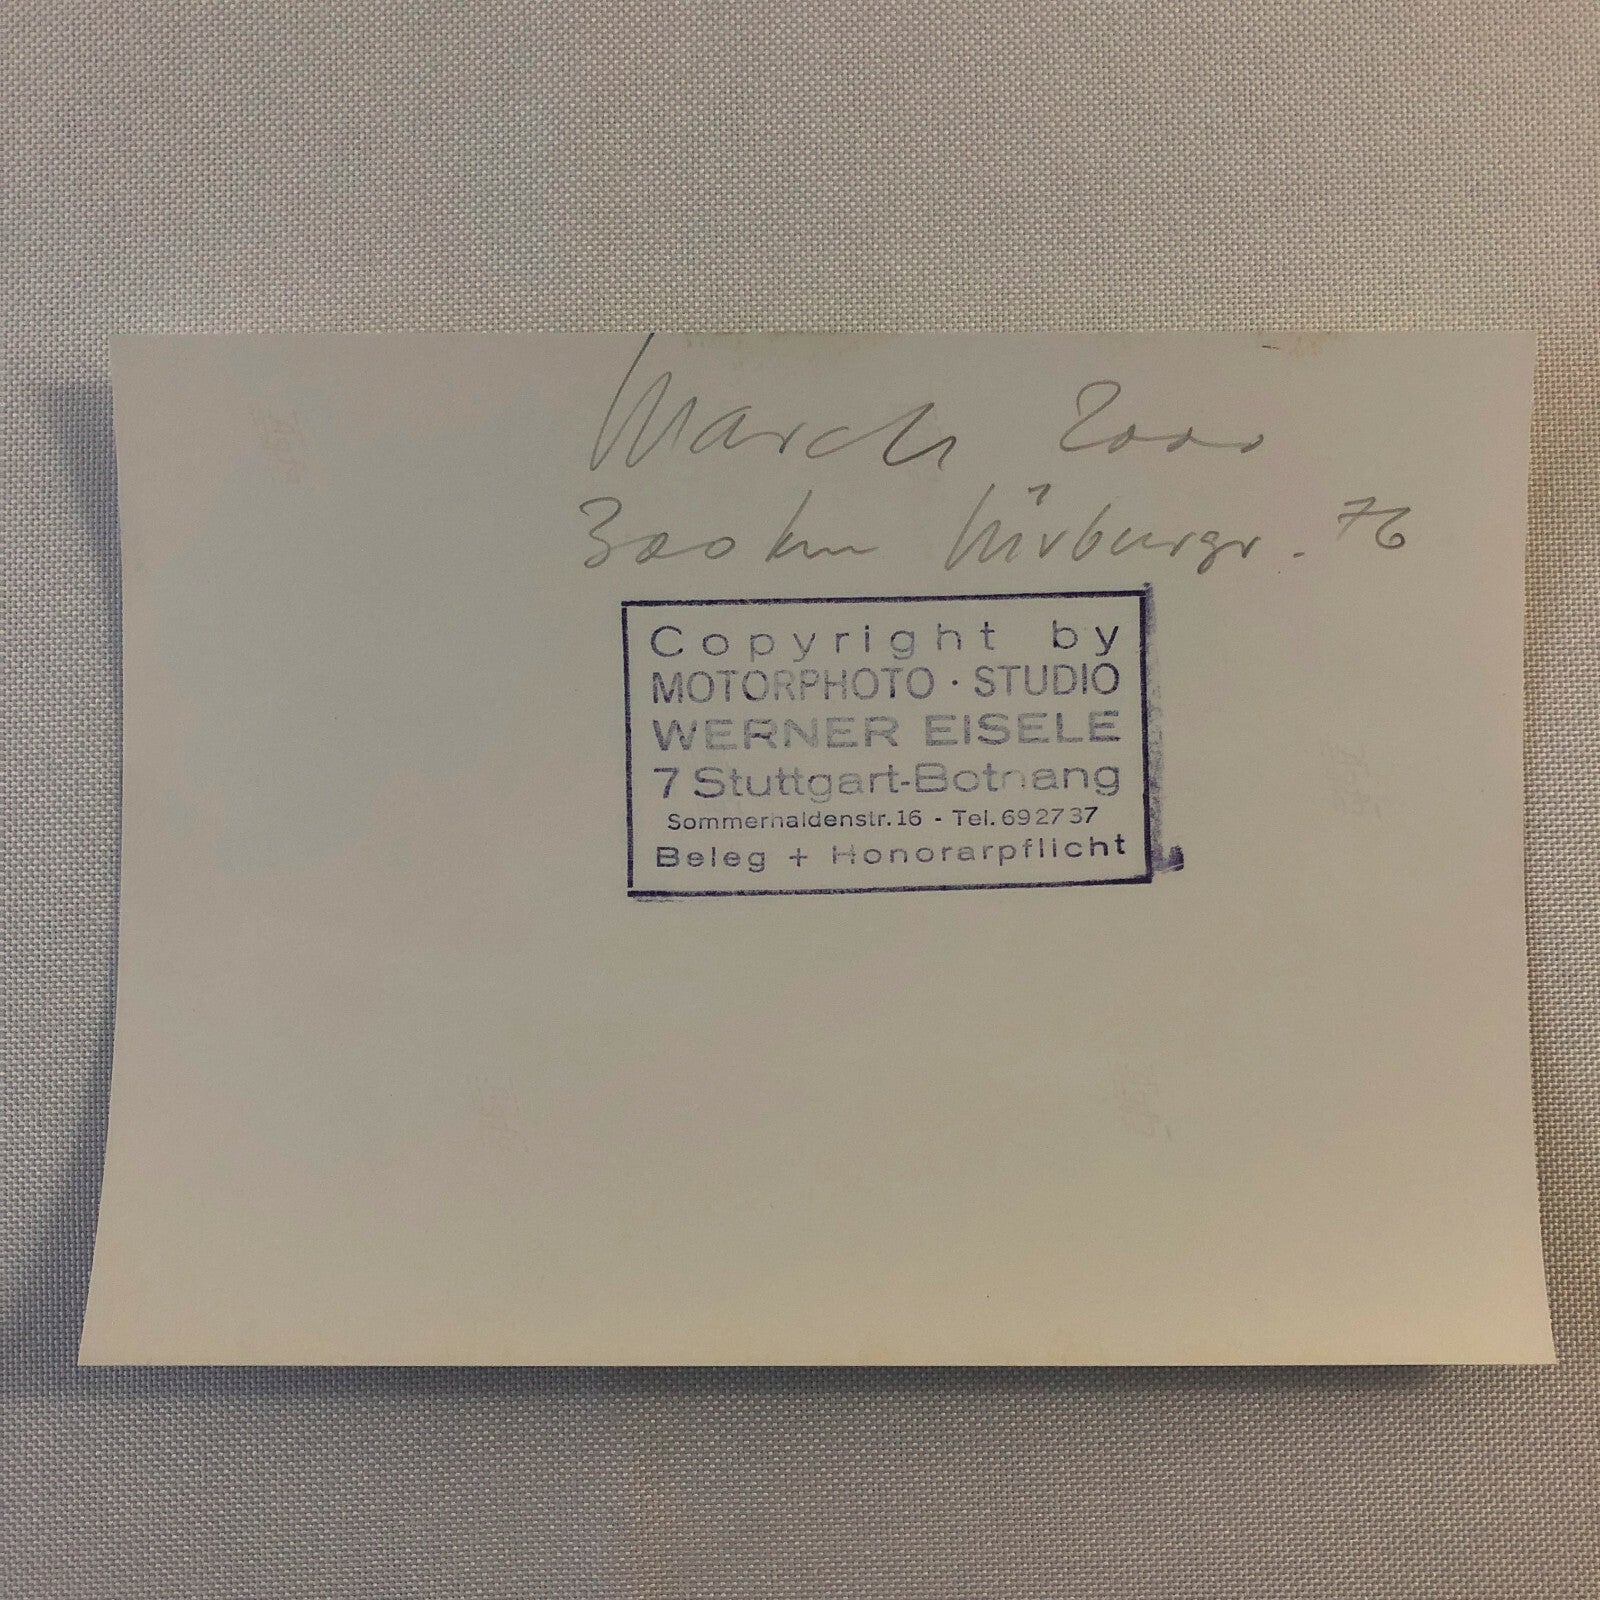 March 2000
300 km Nürburgr. 76
Copyright by
MOTORPHOTO · STUDIO
WERNER EISELE
7 Stuttgart-Botnang
Sommerhaldenstr. 16 - Tel. 692737
Beleg + Honorarpflicht